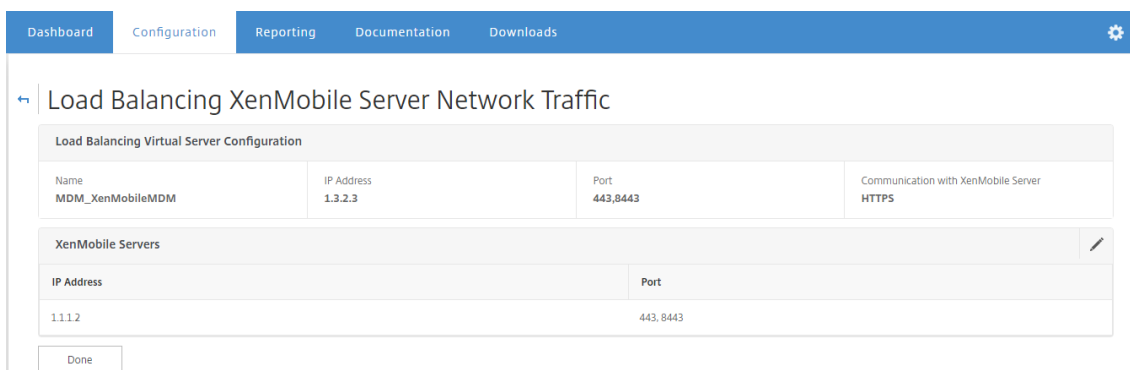 Dashboard Configuration Reporting Documentation Downloads
Load Balancing XenMobile Server Network Traffic
Load Balancing Virtual Server Configuration
Name IP Address Port Communication with XenMobile Server
MDM_XenMobileMDM 1.3.2.3 443,8443 HTTPS
XenMobile Servers
IP Address Port
1.1.1.2 443, 8443
Done